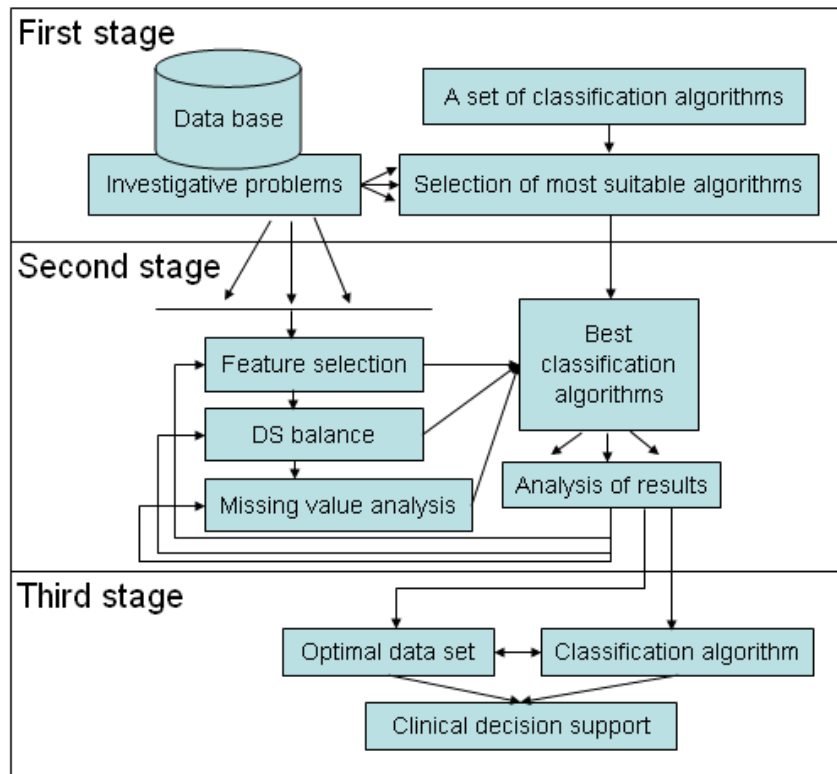 First stage
Data base
A set of classification algorithms
Investigative problems
Selection of most suitable algorithms
Second stage
Best
classification
algorithms
Feature selection
DS balance
Missing value analysis
Analysis of results
Third stage
Optimal data set
Classification algorithm
Clinical decision support